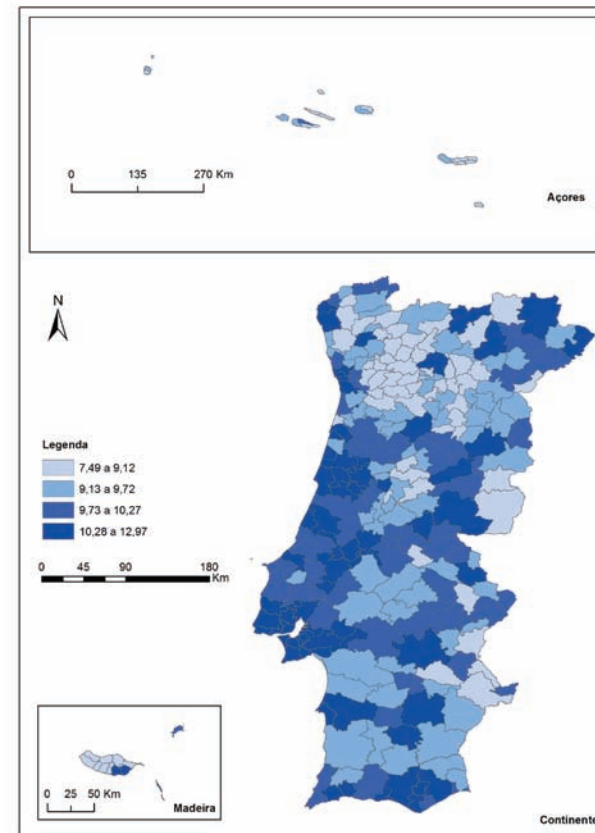 0 135 270 Km
Açores
N
Legenda
7,49 a 9,12
9,13 a 9,72
9,73 a 10,27
10,28 a 12,97
0 45 90 180
Km
0 25 50 Km
Madeira
Continente